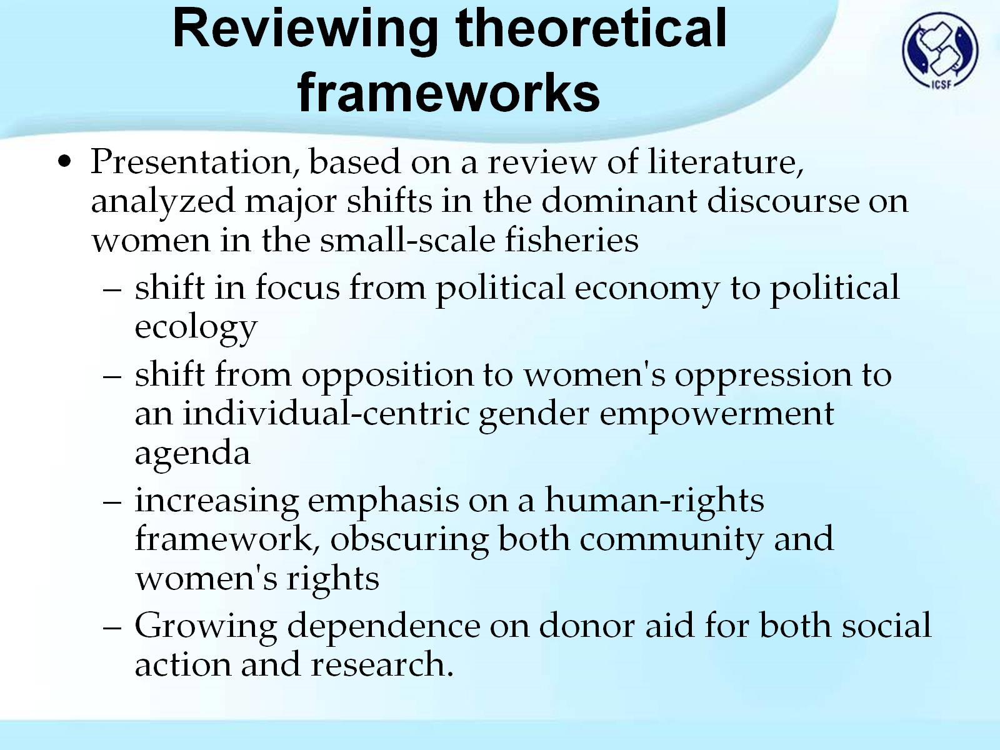 Reviewing theoretical
frameworks
ICSF
• Presentation, based on a review of literature,
analyzed major shifts in the dominant discourse on
women in the small-scale fisheries
– shift in focus from political economy to political
ecology
– shift from opposition to women's oppression to
an individual-centric gender empowerment
agenda
– increasing emphasis on a human-rights
framework, obscuring both community and
women's rights
– Growing dependence on donor aid for both social
action and research.